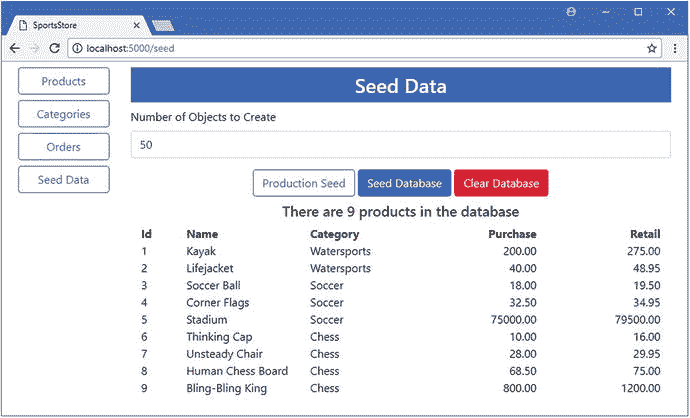 SportsStore
localhost:5000/seed
Products
Categories
Orders
Seed Data
Seed Data
Number of Objects to Create
50
Production Seed Seed Database Clear Database
There are 9 products in the database
Id Name Category Purchase Retail
1 Kayak Watersports 200.00 275.00
2 Lifejacket Watersports 40.00 48.95
3 Soccer Ball Soccer 18.00 19.50
4 Corner Flags Soccer 32.50 34.95
5 Stadium Soccer 75000.00 79500.00
6 Thinking Cap Chess 10.00 16.00
7 Unsteady Chair Chess 28.00 29.95
8 Human Chess Board Chess 68.50 75.00
9 Bling-Bling King Chess 800.00 1200.00